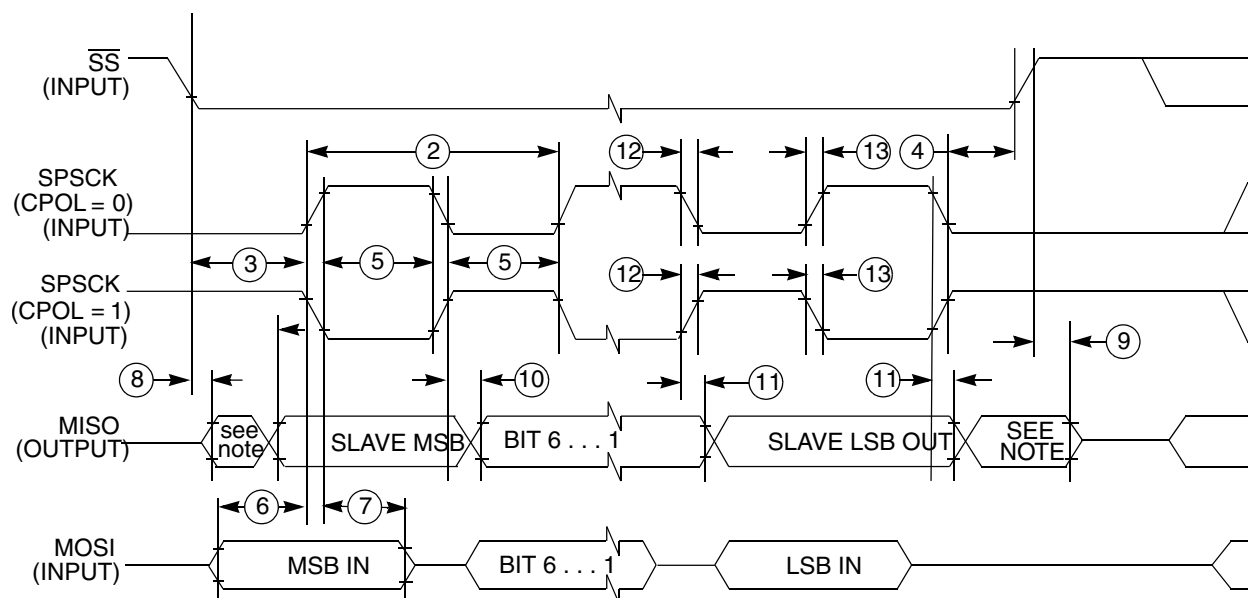 SS
(INPUT)
2
12
13
4
SPSCK
(CPOL = 0)
(INPUT)
3
5
5
12
13
SPSCK
(CPOL = 1)
(INPUT)
8
10
11
11
9
MISO
(OUTPUT)
see
note
SLAVE MSB
BIT 6 . . . 1
SLAVE LSB OUT
SEE
NOTE
6
7
MOSI
(INPUT)
MSB IN
BIT 6 . . . 1
LSB IN